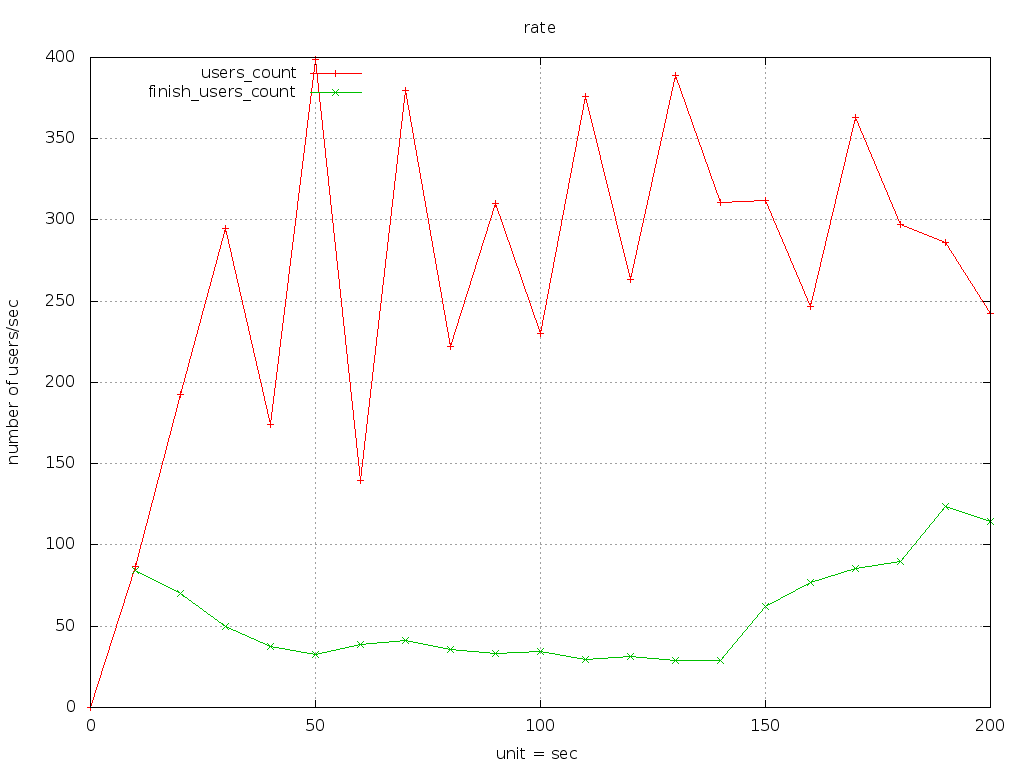 rate
users_count
finish_users_count
number of users/sec
400
350
300
250
200
150
100
50
0
0 50 100 150 200
unit = sec